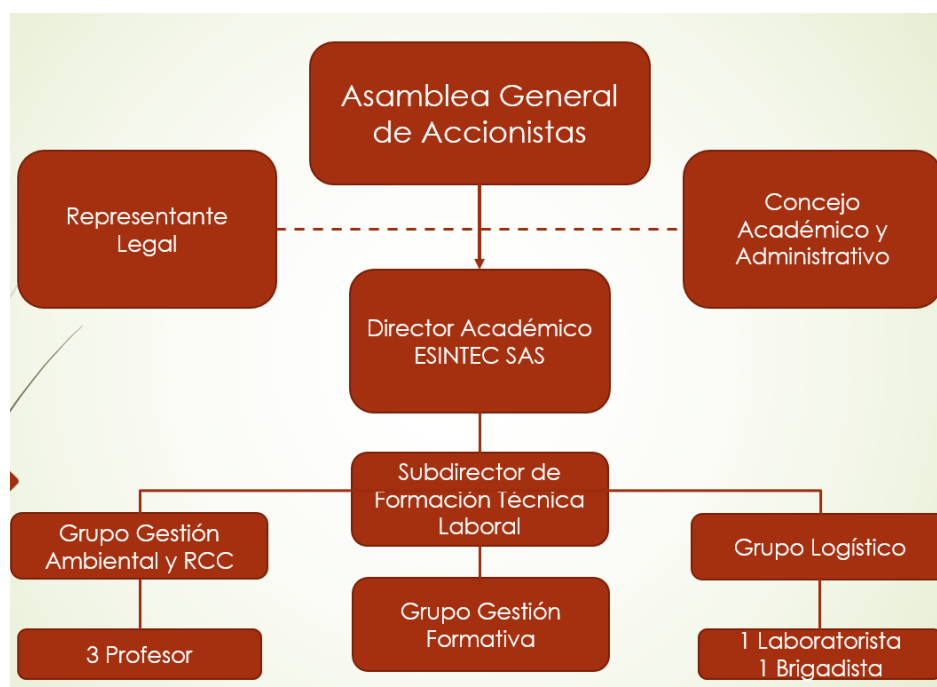 Asamblea General
de Accionistas
Representante
Legal
Concejo
Académico y
Administrativo
Director Académico
ESINTEC SAS
Subdirector de
Formación Técnica
Laboral
Grupo Gestión
Ambiental y RCC
Grupo Logístico
Grupo Gestión
Formativa
3 Profesor
1 Laboratorista
1 Brigadista